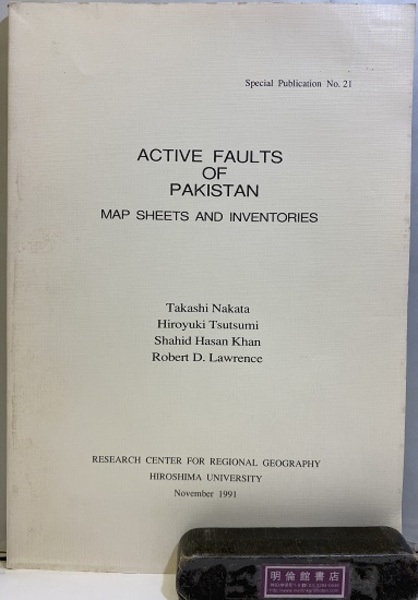 Special Publication No. 21
ACTIVE FAULTS
OF
PAKISTAN
MAP SHEETS AND INVENTORIES
Takashi Nakata
Hiroyuki Tsutsumi
Shahid Hasan Khan
Robert D. Lawrence
RESEARCH CENTER FOR REGIONAL GEOGRAPHY
HIROSHIMA UNIVERSITY
November 1991
明倫館書店